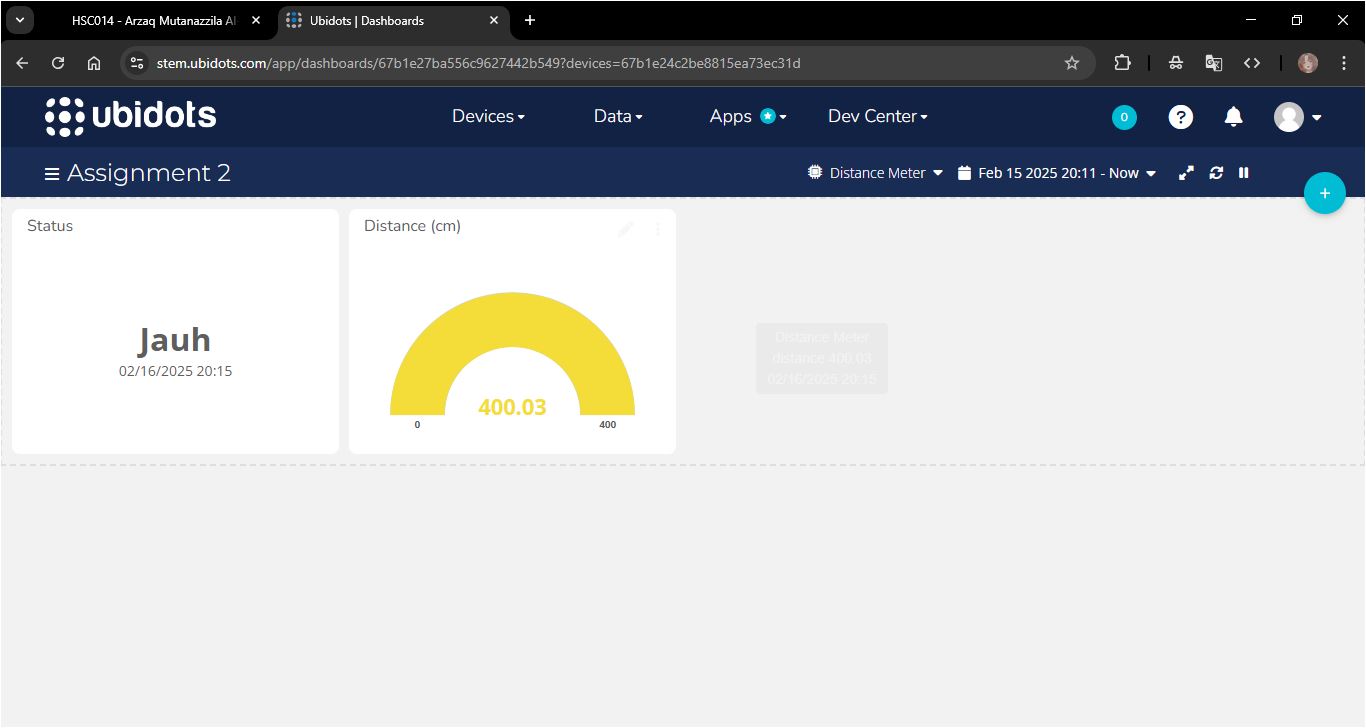 HSC014 - Arzaq Mutanazzila Al
Ubidots | Dashboards
stem.ubidots.com/app/dashboards/67b1e27ba556c9627442b549?devices=67b1e24c2be8815ea73ec31d
ubidots
Devices
Data
Apps
Dev Center
0
?
Assignment 2
Distance Meter
Feb 15 2025 20:11 - Now
+
Status
Jauh
02/16/2025 20:15
Distance (cm)
400.03
0
400
Distance Meter
distance 400.03
02/16/2025 20:15